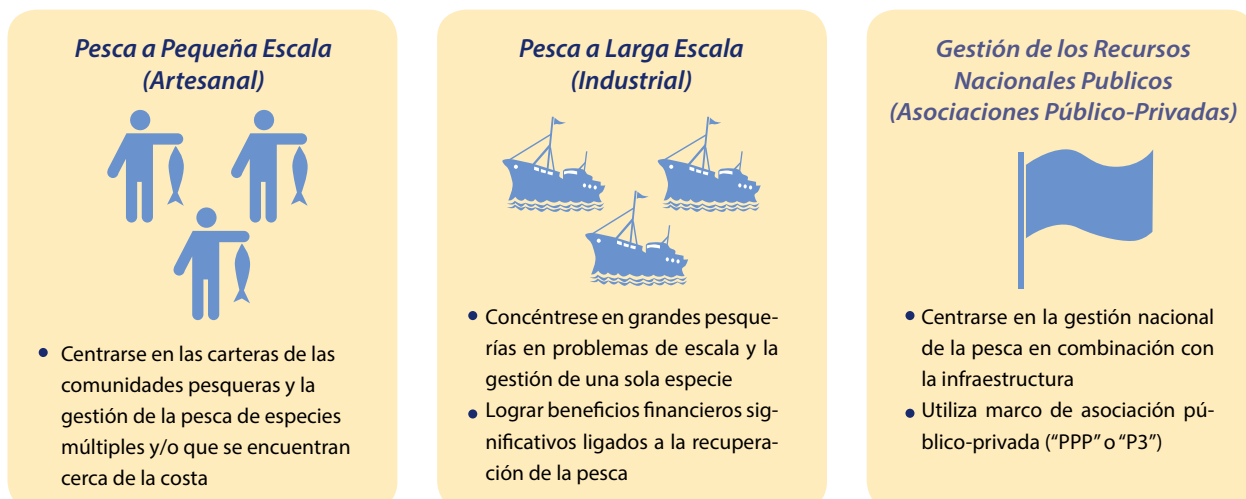 Pesca a Pequeña Escala
(Artesanal)
• Centrarse en las carteras de las
comunidades pesqueras y la
gestión de la pesca de especies
múltiples y/o que se encuentran
cerca de la costa
Pesca a Larga Escala
(Industrial)
• Concéntrese en grandes pesque-
rías en problemas de escala y la
gestión de una sola especie
• Lograr beneficios financieros sig-
nificativos ligados a la recupera-
ción de la pesca
Gestión de los Recursos
Nacionales Publicos
(Asociaciones Público-Privadas)
• Centrarse en la gestión nacional
de la pesca en combinación con
la infraestructura
• Utiliza marco de asociación pú-
blico-privada (“PPP” o “P3”)